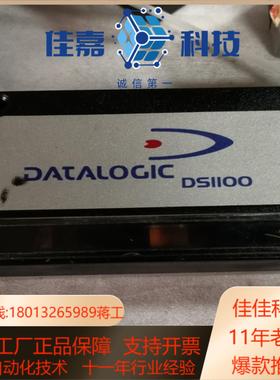 佳嘉 科技
诚信第一
DATALOGIC
DS1100
线:18013265989蒋工
佳佳科
工厂正品保障 支持开票
11年老
自动化技术 十一年行业经验
爆款推